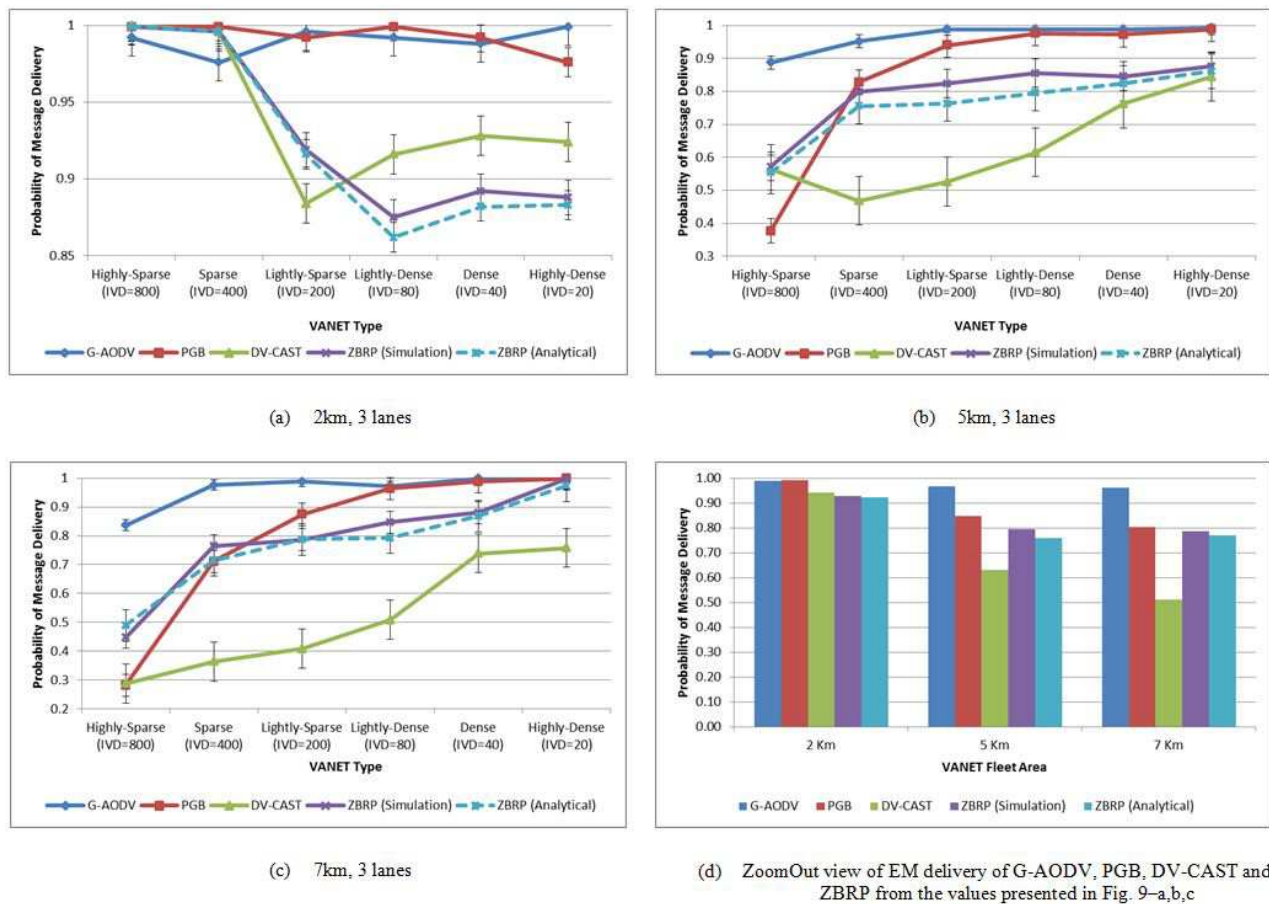 1
0.95
0.9
0.85
Probability of Message Delivery
Highly-Sparse (IVD=800)
Sparse (IVD=400)
Lightly-Sparse (IVD=200)
Lightly-Dense (IVD=80)
Dense (IVD=40)
Highly-Dense (IVD=20)
VANET Type
G-AODV PGB DV-CAST ZBRP (Simulation) ZBRP (Analytical)
(a) 2km, 3 lanes
1
0.9
0.8
0.7
0.6
0.5
0.4
0.3
Probability of Message Delivery
Highly-Sparse (IVD=800)
Sparse (IVD=400)
Lightly-Sparse (IVD=200)
Lightly-Dense (IVD=80)
Dense (IVD=40)
Highly-Dense (IVD=20)
VANET Type
G-AODV PGB DV-CAST ZBRP (Simulation) ZBRP (Analytical)
(b) 5km, 3 lanes
1
0.9
0.8
0.7
0.6
0.5
0.4
0.3
0.2
Probability of Message Delivery
Highly-Sparse (IVD=800)
Sparse (IVD=400)
Lightly-Sparse (IVD=200)
Lightly-Dense (IVD=80)
Dense (IVD=40)
Highly-Dense (IVD=20)
VANET Type
G-AODV PGB DV-CAST ZBRP (Simulation) ZBRP (Analytical)
(c) 7km, 3 lanes
1.00
0.90
0.80
0.70
0.60
0.50
0.40
0.30
0.20
0.10
0.00
Probability of Message Delivery
2 Km 5 Km 7 Km
VANET Fleet Area
G-AODV PGB DV-CAST ZBRP (Simulation) ZBRP (Analytical)
(d) ZoomOut view of EM delivery of G-AODV, PGB, DV-CAST and
ZBRP from the values presented in Fig. 9–a,b,c